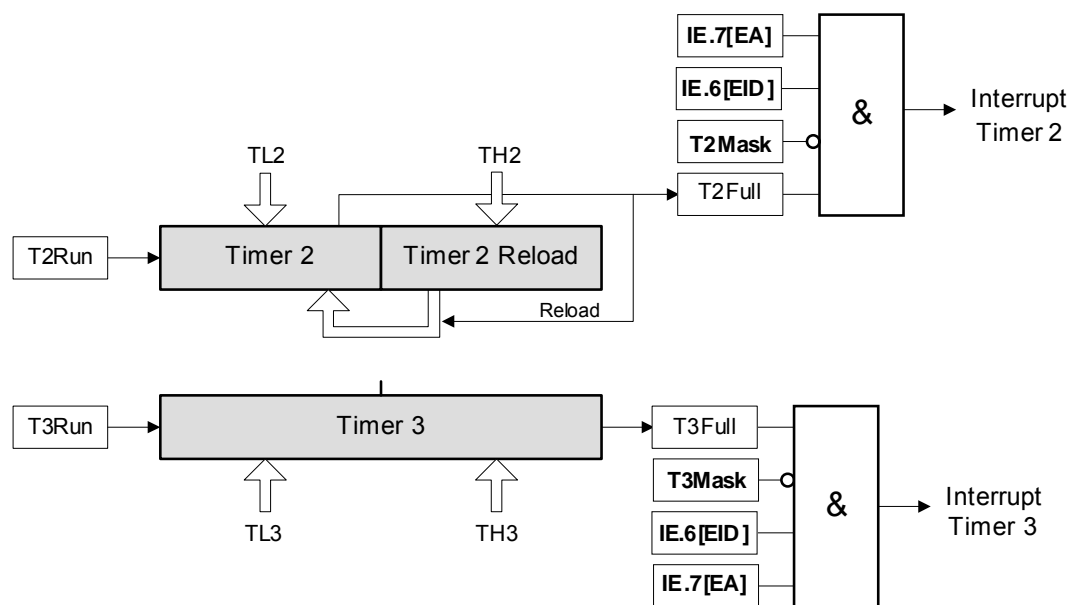 IE.7[EA]
IE.6[EID]
&
Interrupt
Timer 2
T2Mask
TL2
TH2
T2Full
T2Run
Timer 2
Timer 2 Reload
Reload
T3Run
Timer 3
T3Full
T3Mask
&
Interrupt
Timer 3
TL3
TH3
IE.6[EID]
IE.7[EA]